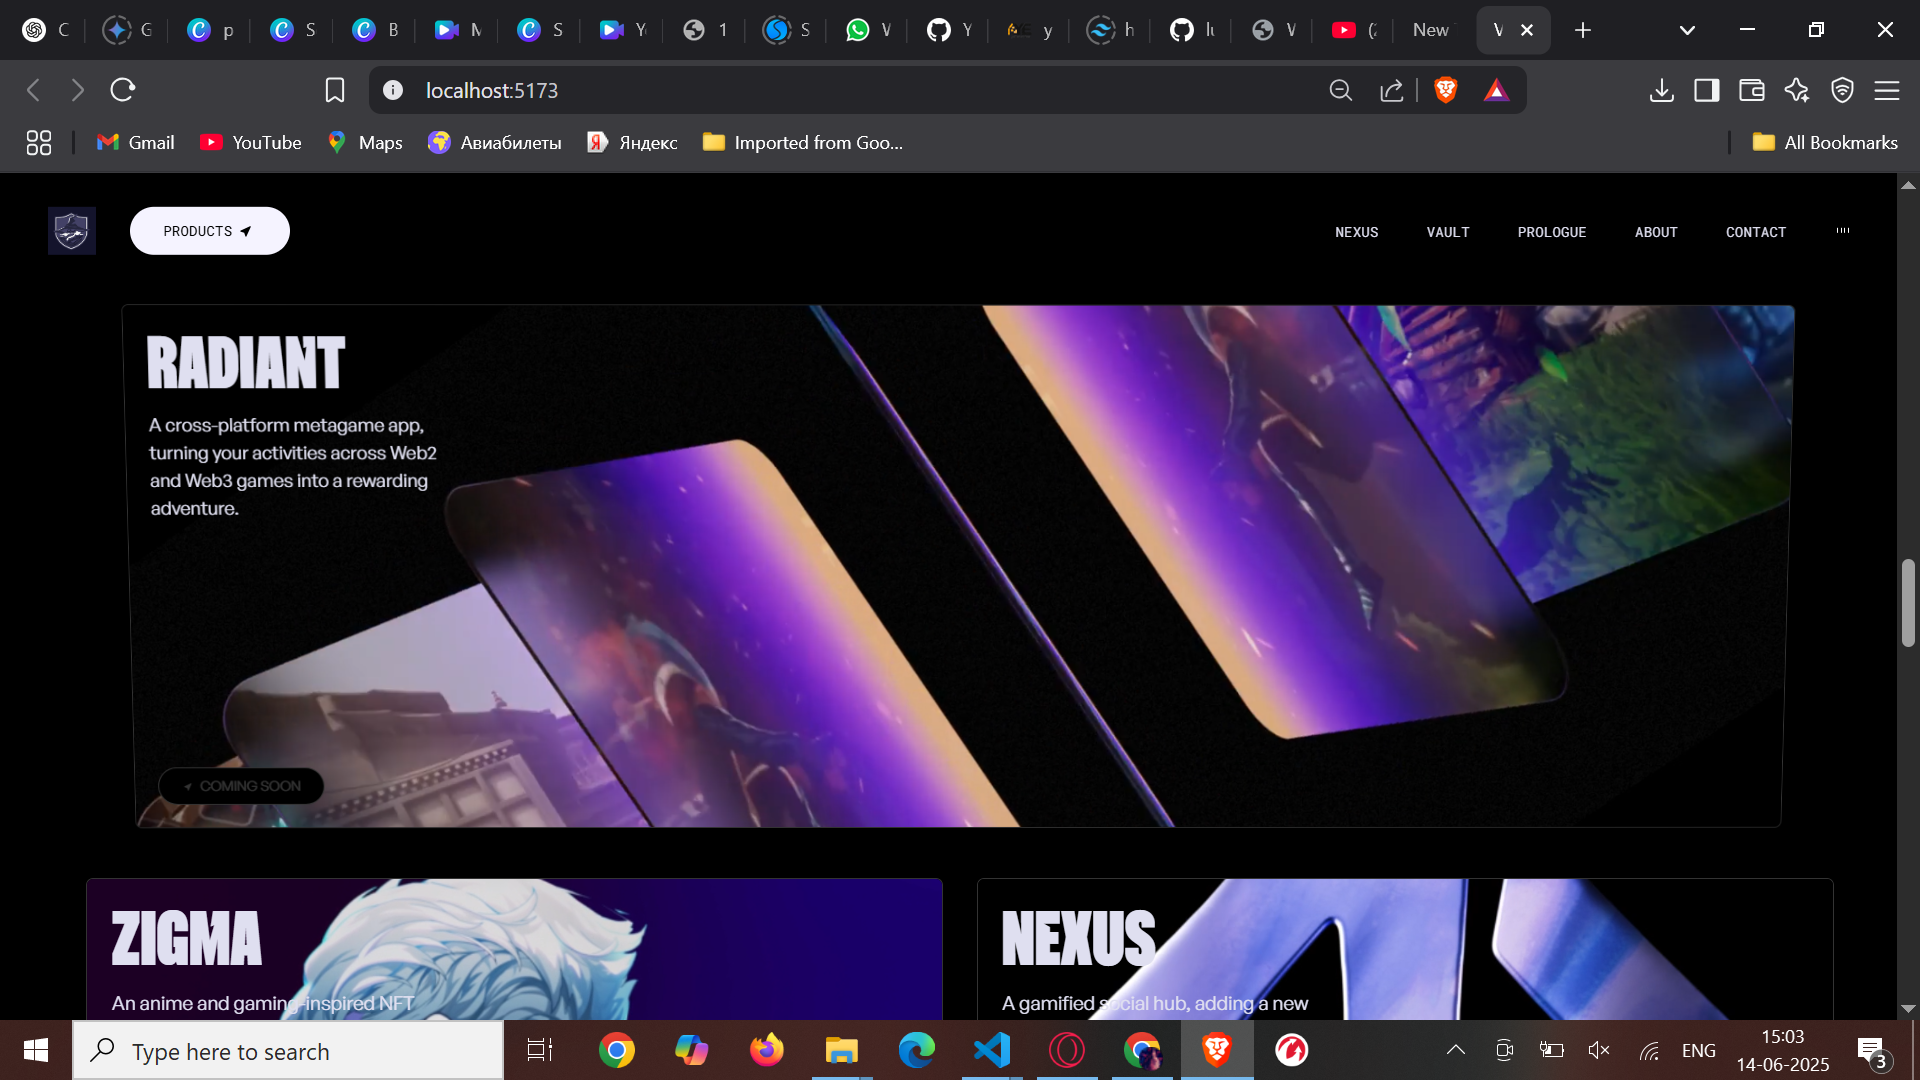 C
G
p
S
B
M
S
Y
1
S
W
Y
y
h
lu
W
(2
New
V
localhost:5173
Gmail
YouTube
Maps
Авиабилеты
Яндекс
Imported from Goo...
All Bookmarks
PRODUCTS
NEXUS
VAULT
PROLOGUE
ABOUT
CONTACT
RADIANT
A cross-platform metagame app,
turning your activities across Web2
and Web3 games into a rewarding
adventure.
COMING SOON
ZIGMA
An anime and gaming-inspired NFT
NEXUS
A gamified social hub, adding a new
Type here to search
ENG
15:03
14-06-2025
3